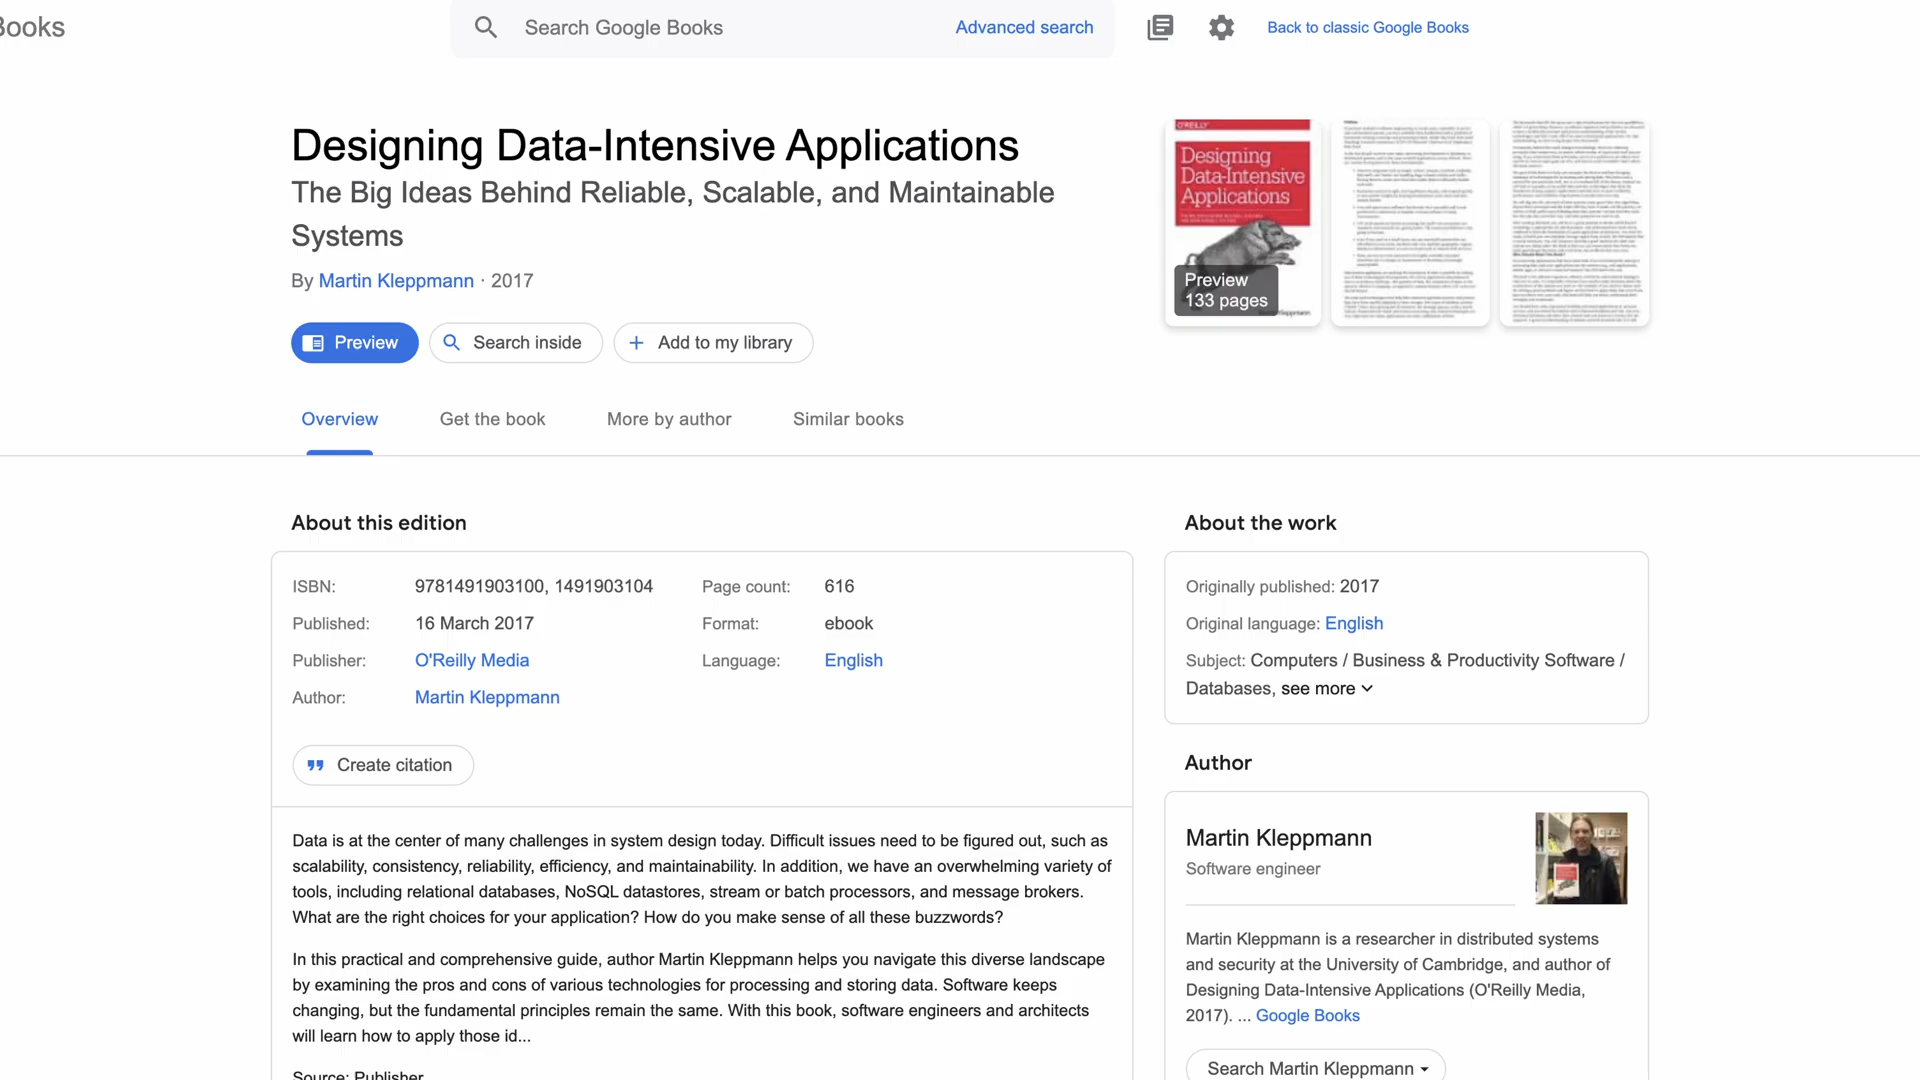 Books
Search Google Books
Advanced search
Back to classic Google Books
Designing Data-Intensive Applications
The Big Ideas Behind Reliable, Scalable, and Maintainable
Systems
By Martin Kleppmann · 2017
O'REILLY
Designing
Data-Intensive
Applications
Preview
133 pages
Preview
Search inside
Add to my library
Overview
Get the book
More by author
Similar books
About this edition
ISBN: 9781491903100, 1491903104
Page count: 616
Published: 16 March 2017
Format: ebook
Publisher: O'Reilly Media
Language: English
Author: Martin Kleppmann
Create citation
Data is at the center of many challenges in system design today. Difficult issues need to be figured out, such as
scalability, consistency, reliability, efficiency, and maintainability. In addition, we have an overwhelming variety of
tools, including relational databases, NoSQL datastores, stream or batch processors, and message brokers.
What are the right choices for your application? How do you make sense of all these buzzwords?
In this practical and comprehensive guide, author Martin Kleppmann helps you navigate this diverse landscape
by examining the pros and cons of various technologies for processing and storing data. Software keeps
changing, but the fundamental principles remain the same. With this book, software engineers and architects
will learn how to apply those id...
Source: Publisher
About the work
Originally published: 2017
Original language: English
Subject: Computers / Business & Productivity Software /
Databases, see more
Author
Martin Kleppmann
Software engineer
Martin Kleppmann is a researcher in distributed systems
and security at the University of Cambridge, and author of
Designing Data-Intensive Applications (O'Reilly Media,
2017). ... Google Books
Search Martin Kleppmann